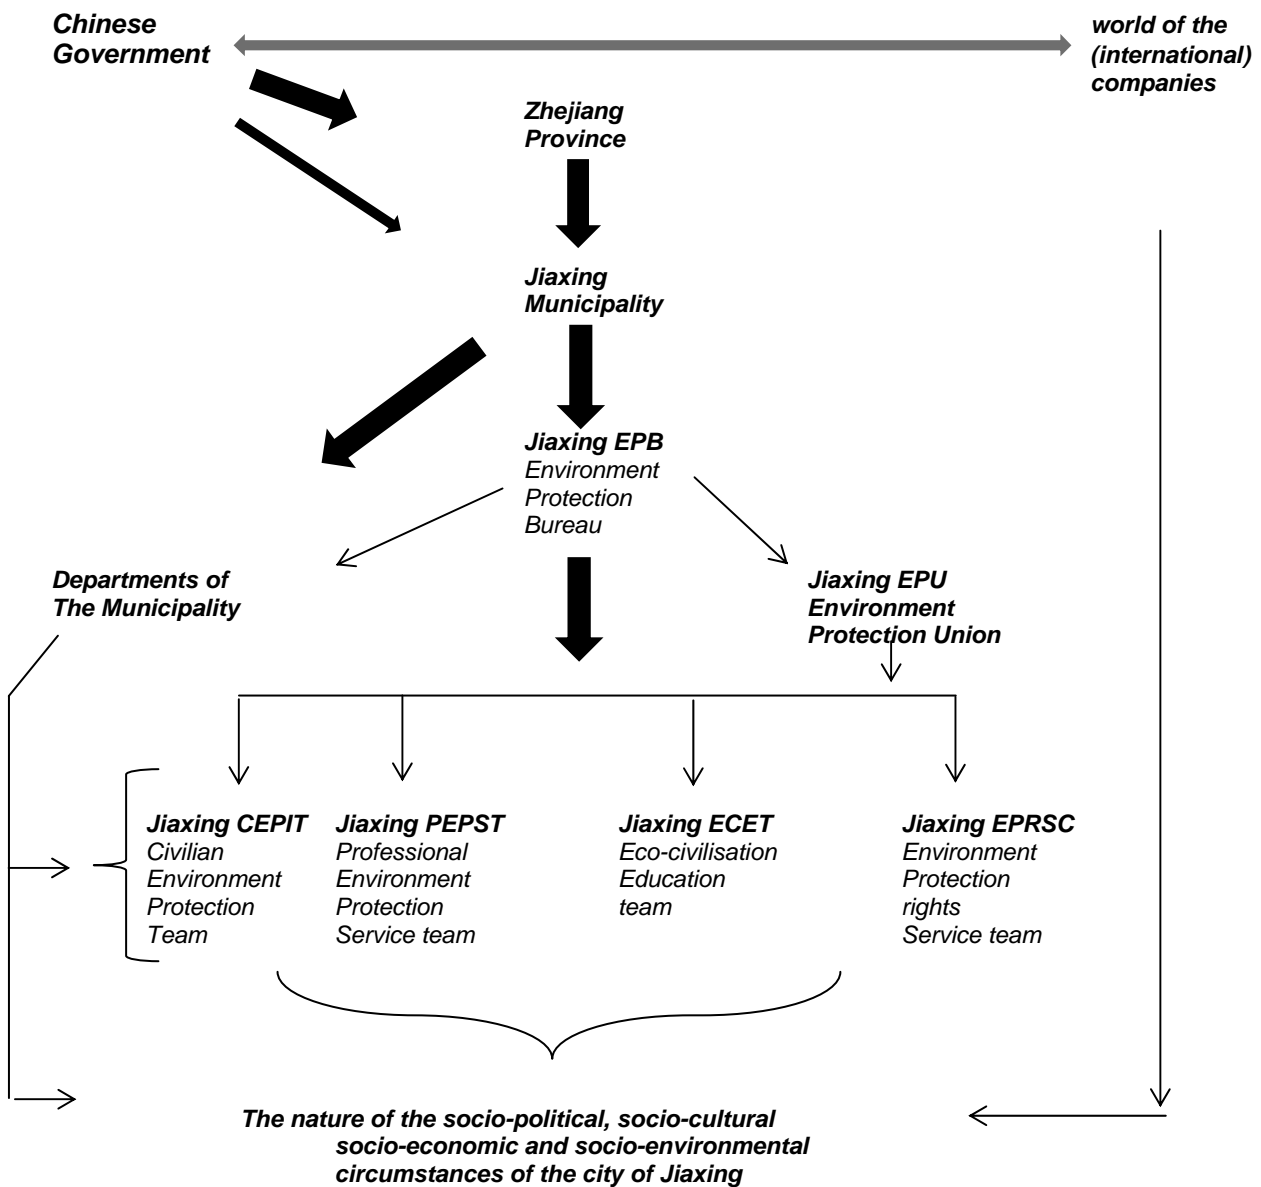 Chinese
Government
world of the
(international)
companies
Zhejiang
Province
Jiaxing
Municipality
Jiaxing EPB
Environment
Protection
Bureau
Departments of
The Municipality
Jiaxing EPU
Environment
Protection Union
Jiaxing CEPIT
Civilian
Environment
Protection
Team
Jiaxing PEPST
Professional
Environment
Protection
Service team
Jiaxing ECET
Eco-civilisation
Education
team
Jiaxing EPRSC
Environment
Protection
rights
Service team
The nature of the socio-political, socio-cultural
socio-economic and socio-environmental
circumstances of the city of Jiaxing